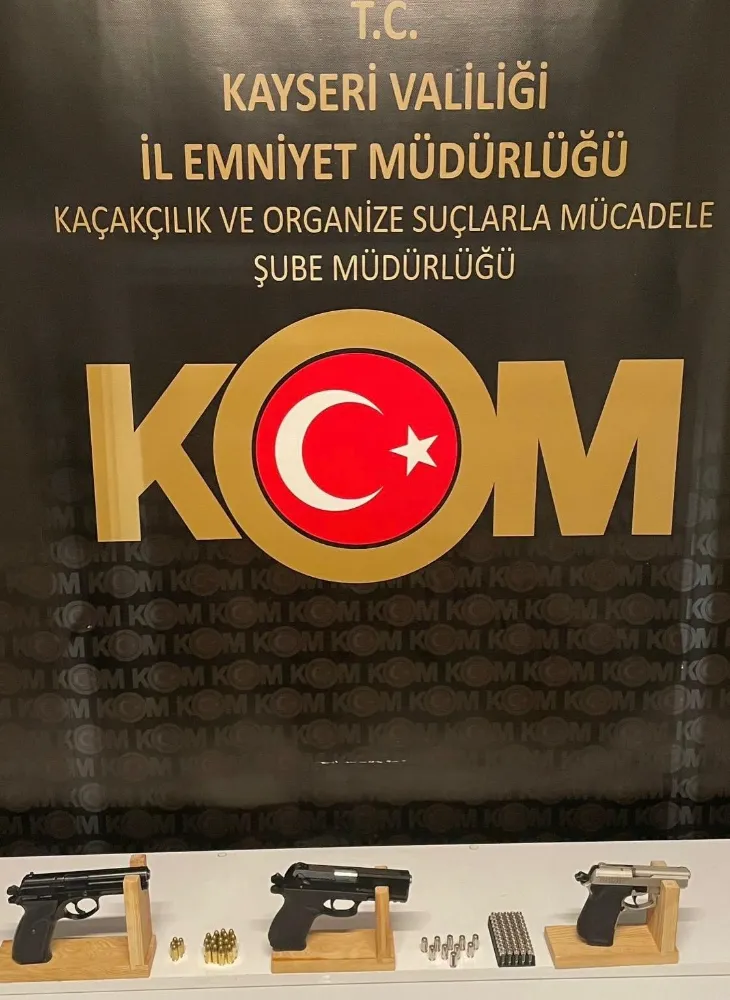 T.C.
KAYSERİ VALİLİĞİ
İL EMNİYET MÜDÜRLÜĞÜ
KAÇAKÇILIK VE ORGANİZE SUÇLARLA MÜCADELE
ŞUBE MÜDÜRLÜĞÜ
KOM